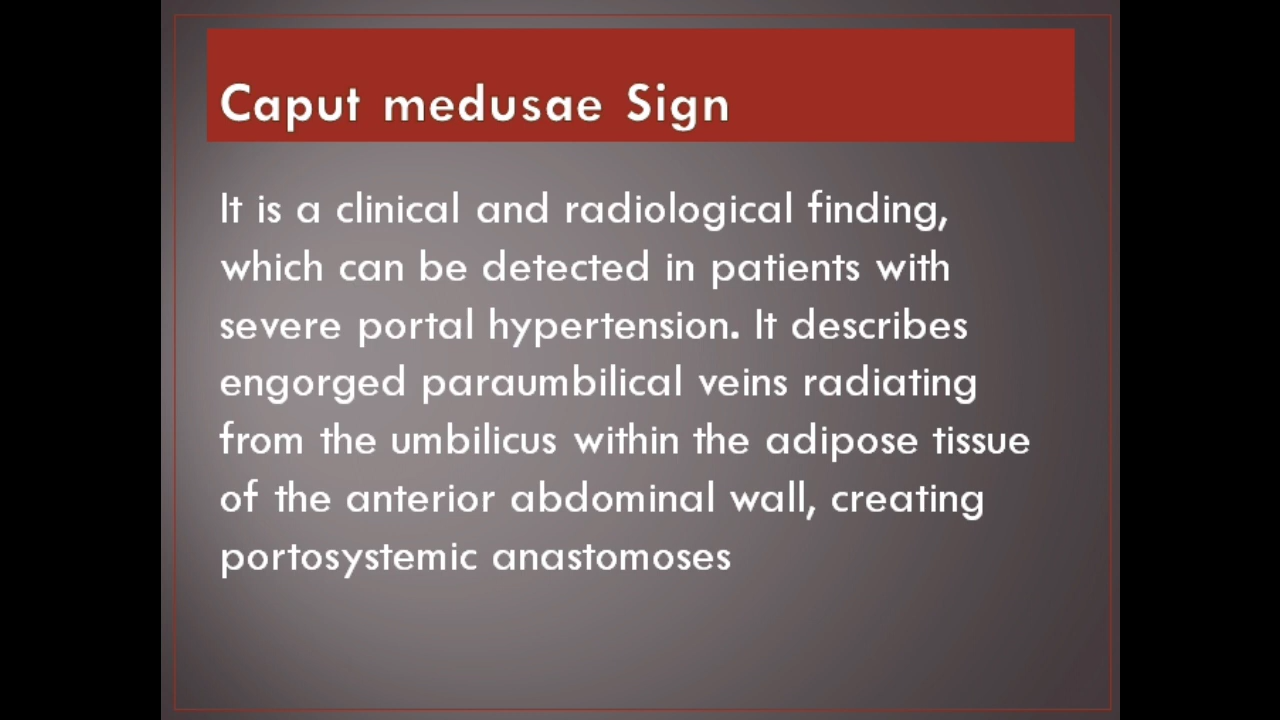 Caput medusae Sign
It is a clinical and radiological finding,
which can be detected in patients with
severe portal hypertension. It describes
engorged paraumbilical veins radiating
from the umbilicus within the adipose tissue
of the anterior abdominal wall, creating
portosystemic anastomoses